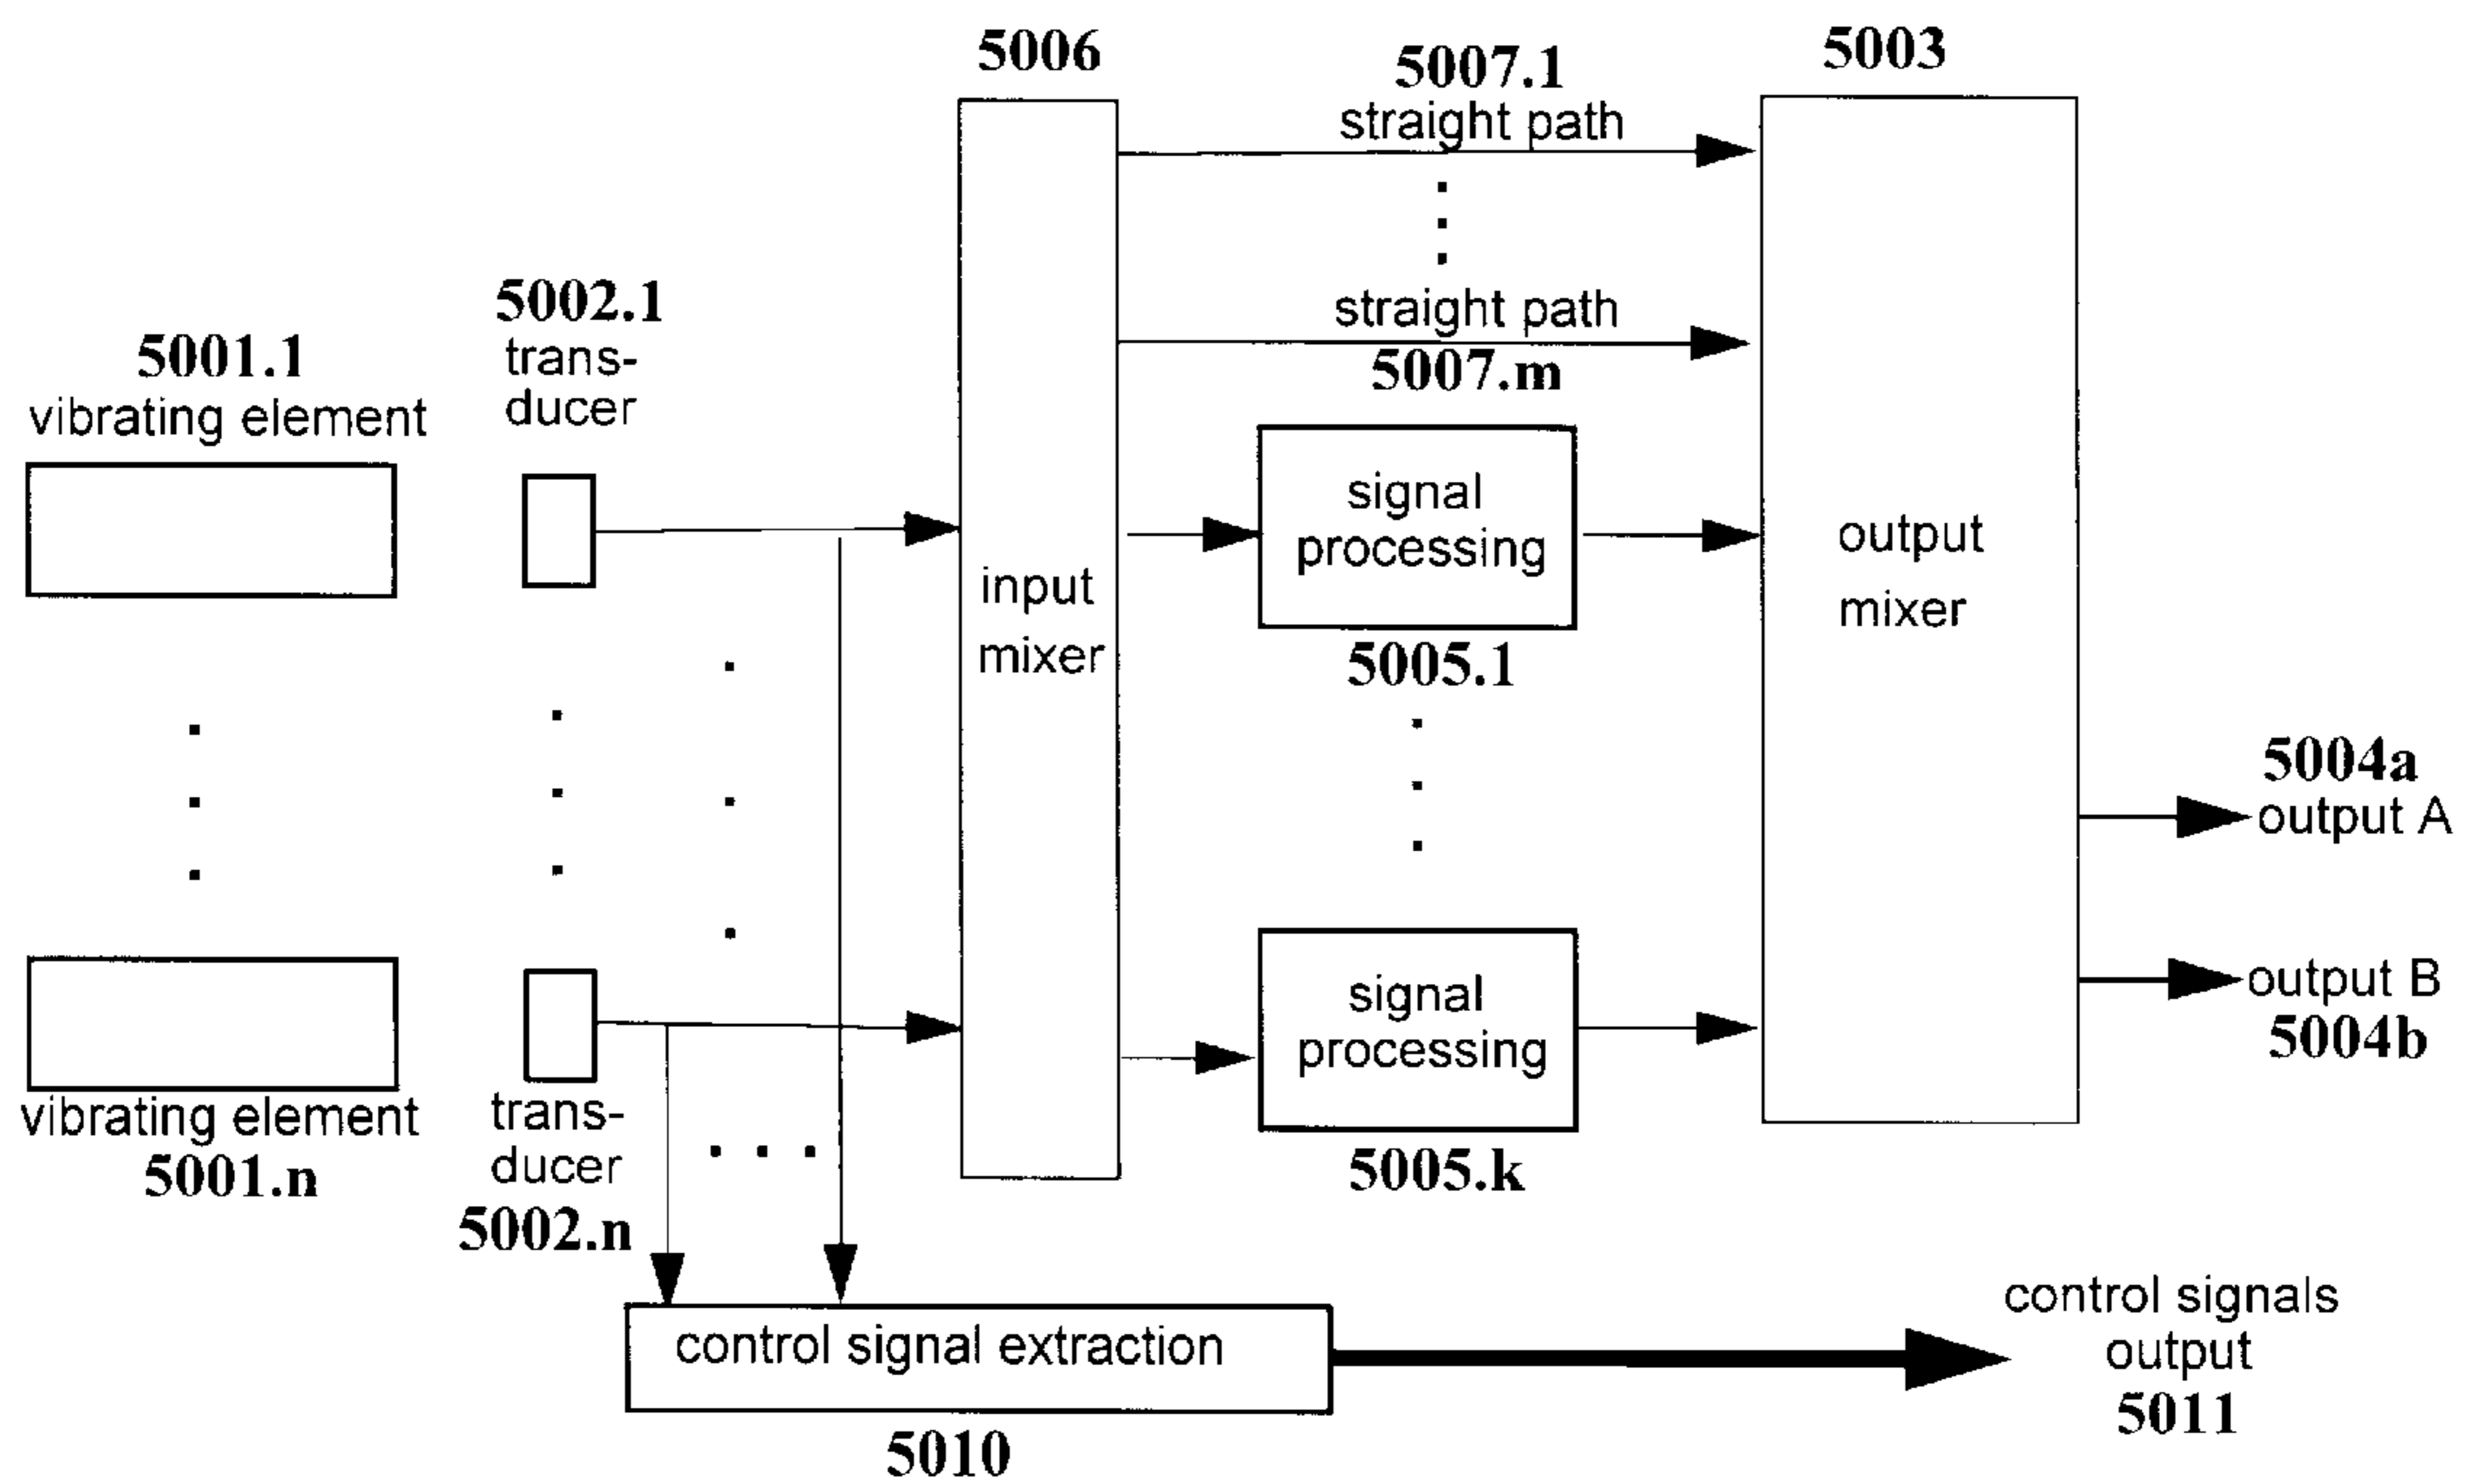 5006
5007.1
straight path
5003
straight path
5007.m
5001.1
vibrating element
5002.1
trans-
ducer
input
mixer
signal
processing
5005.1
output
mixer
5004a
output A
output B
5004b
vibrating element
5001.n
trans-
ducer
5002.n
signal
processing
5005.k
control signal extraction
5010
control signals
output
5011